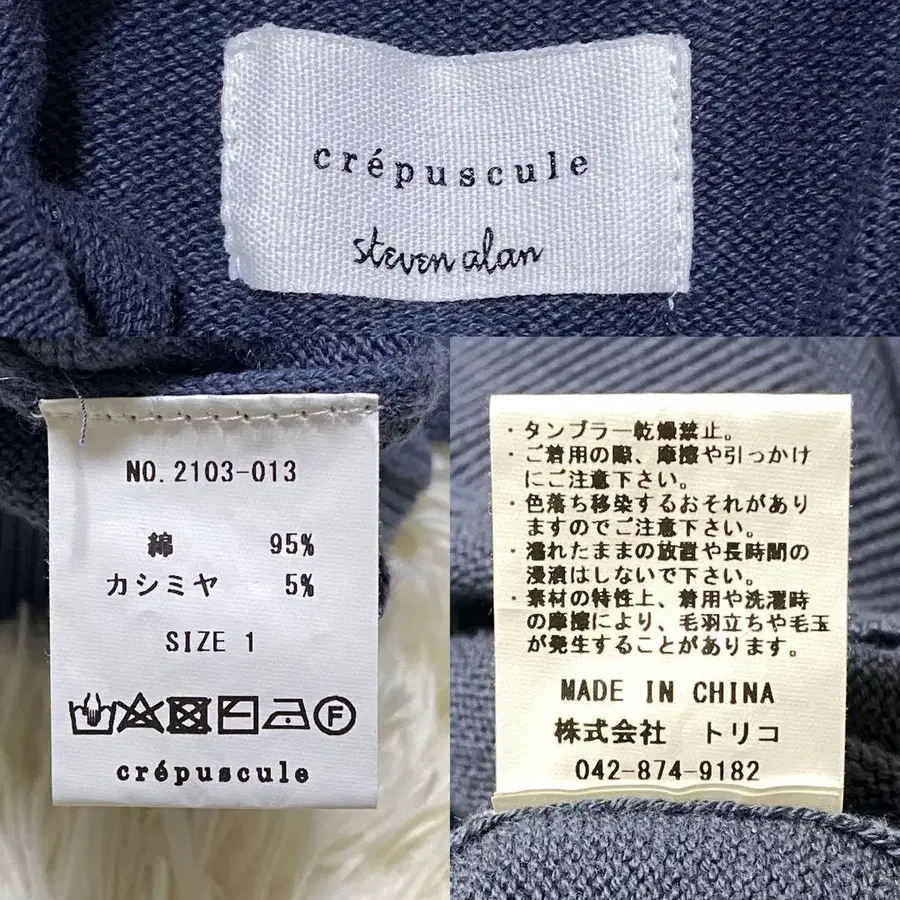 crépuscule
steven alan
NO. 2103-013
綿 95%
カシミヤ 5%
SIZE 1
F
crépuscule
・タンブラー乾燥禁止。
・ご着用の際、摩擦や引っかけ
にご注意下さい。
・色落ち移染するおそれがあり
ますのでご注意下さい。
・濡れたままの放置や長時間の
浸漬はしないで下さい。
・素材の特性上、着用や洗濯時
の摩擦により、毛羽立ちや毛玉
が発生することがあります。
MADE IN CHINA
株式会社 トリコ
042-874-9182